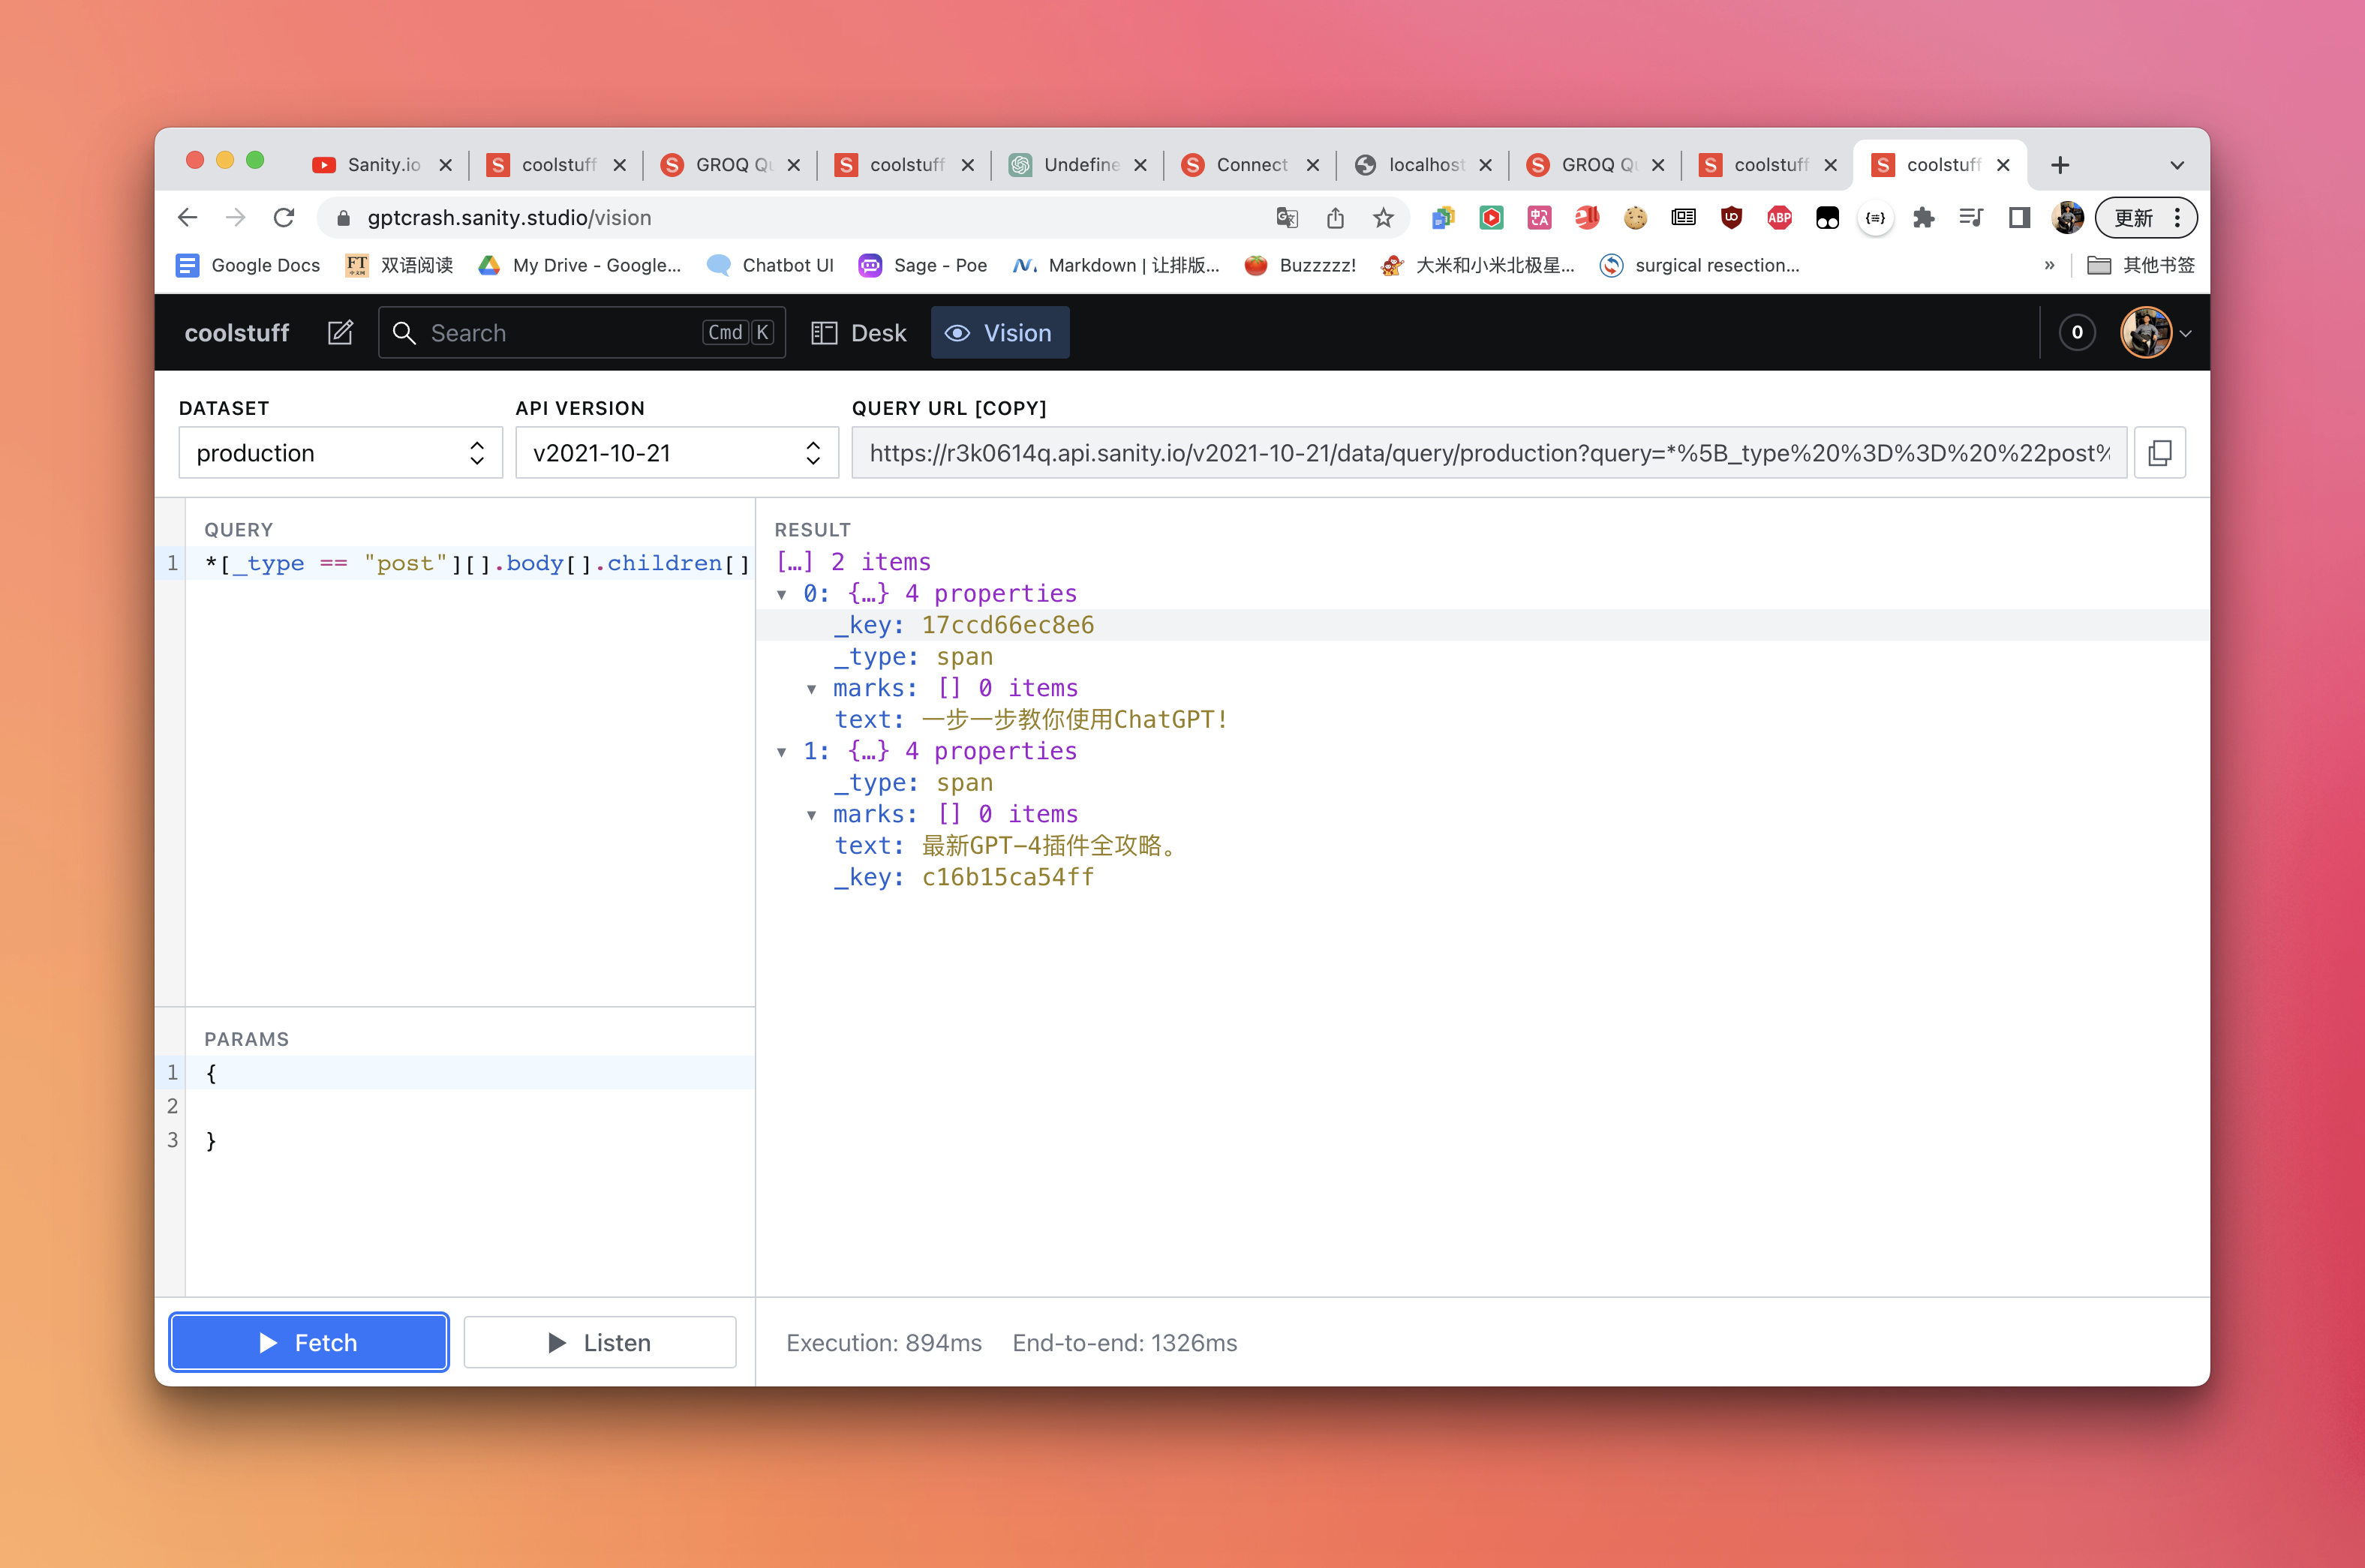 Sanity.io coolstuff GROQ Qu coolstuff Undefine Connect localhost GROQ Qu coolstuff coolstuff
gptcrash.sanity.studio/vision 更新
Google Docs FT 中文网 双语阅读 My Drive - Google... Chatbot UI Sage - Poe Markdown | 让排版... Buzzzzz! 大米和小米北极星... surgical resection... » 其他书签
coolstuff Search Cmd K Desk Vision 0
DATASET API VERSION QUERY URL [COPY]
production v2021-10-21 https://r3k0614q.api.sanity.io/v2021-10-21/data/query/production?query=*%5B_type%20%3D%3D%20%22post%
QUERY
1 *[_type == "post"][].body[].children[]
RESULT
[…] 2 items
0: {…} 4 properties
_key: 17ccd66ec8e6
_type: span
marks: [] 0 items
text: 一步一步教你使用ChatGPT!
1: {…} 4 properties
_type: span
marks: [] 0 items
text: 最新GPT-4插件全攻略。
_key: c16b15ca54ff
PARAMS
1 {
2
3 }
Fetch Listen Execution: 894ms End-to-end: 1326ms